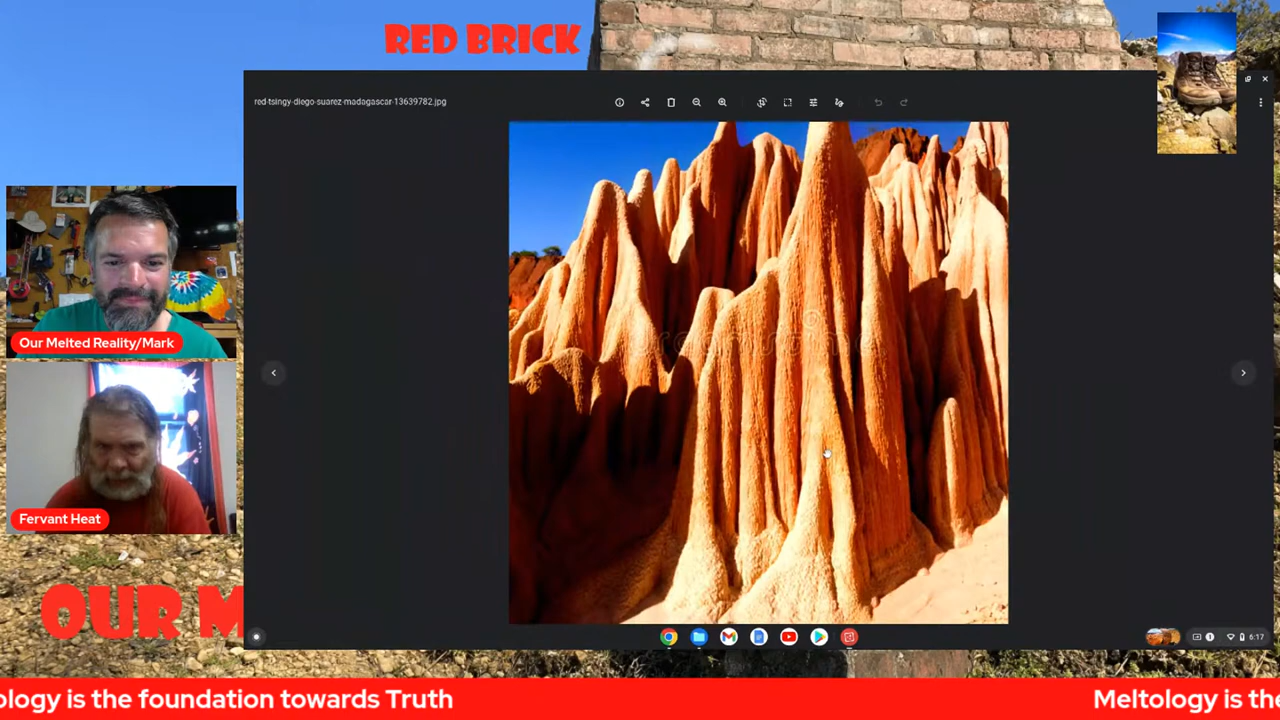 RED BRICK
red-tsingy-diego-suarez-madagascar-13639782.jpg
Our Melted Reality/Mark
Fervant Heat
OUR M
6:17
ology is the foundation towards Truth
Meltology is the